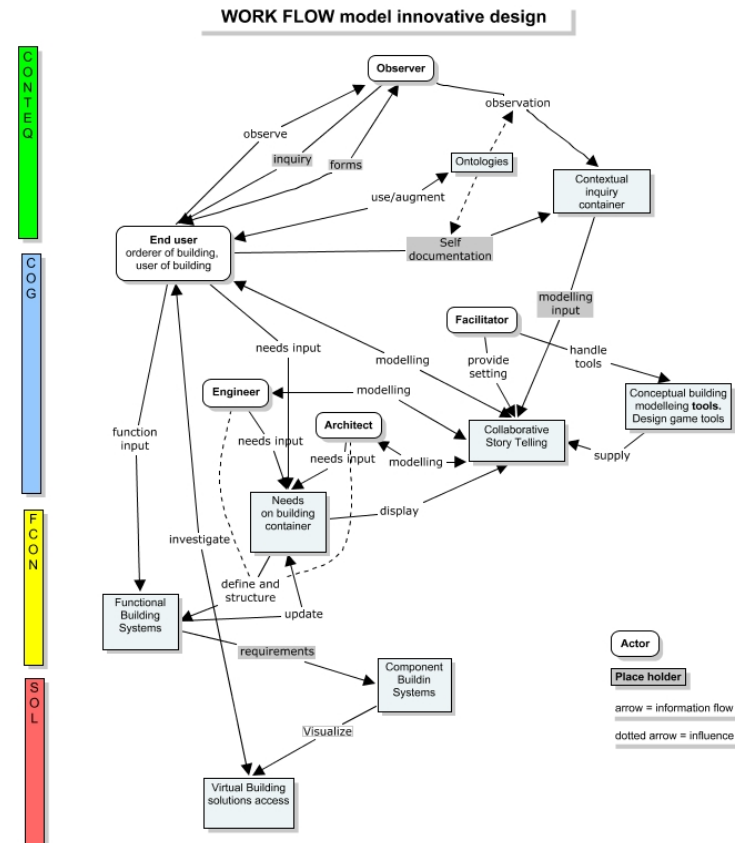 WORK FLOW model innovative design
CONTEQ
Observer
observation
observe
inquiry
forms
Ontologies
Contextual
inquiry
container
use/augment
End user
orderer of building,
user of building
Self
documentation
COG
modelling
input
Facilitator
needs input
modelling
provide
setting
handle
tools
Engineer
modelling
Conceptual building
modelleing tools.
Design game tools
Architect
Collaborative
Story Telling
function
input
needs input
needs input
modelling
supply
Needs
on building
container
display
FCON
investigate
define and
structure
update
Functional
Building
Systems
requirements
Actor
Component
Buildin
Systems
Place holder
SOL
arrow = information flow
Visualize
dotted arrow = influence
Virtual Building
solutions access